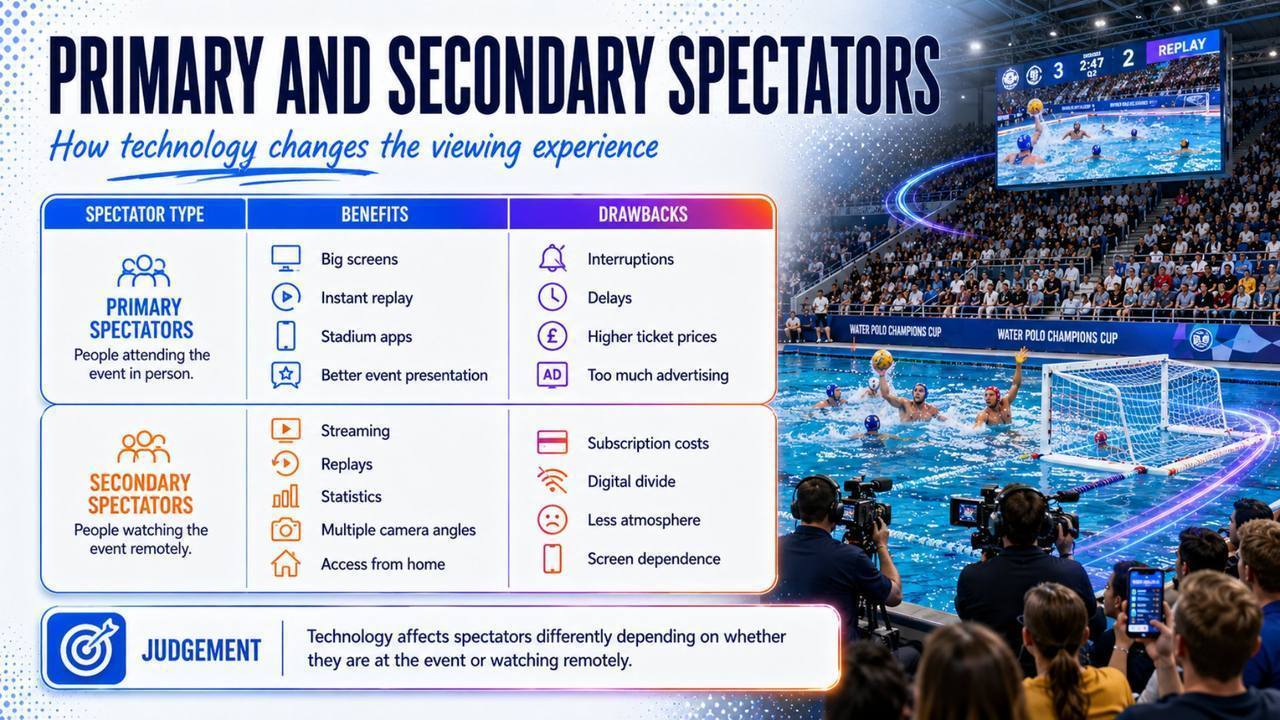 PRIMARY AND SECONDARY SPECTATORS
How technology changes the viewing experience
SPECTATOR TYPE
BENEFITS
DRAWBACKS
PRIMARY
SPECTATORS
People attending the
event in person.
Big screens
Instant replay
Stadium apps
Better event presentation
Interruptions
Delays
£
Higher ticket prices
AD
Too much advertising
SECONDARY
SPECTATORS
People watching the
event remotely.
Streaming
Replays
Statistics
Multiple camera angles
Access from home
Subscription costs
Digital divide
Less atmosphere
Screen dependence
JUDGEMENT
Technology affects spectators differently depending on whether
they are at the event or watching remotely.
3
2:47
Q2
2
REPLAY
WATER POLO CHAMPIONS CUP
WATER POLO CHAMPIONS CUP